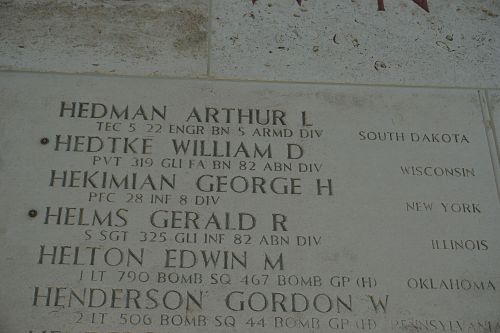 HEDMAN ARTHUR L
TEC 5 22 ENGR BN 5 ARMD DIV SOUTH DAKOTA
HEDTKE WILLIAM D
PVT 319 GLI FA BN 82 ABN DIV WISCONSIN
HEKIMIAN GEORGE H
PFC 28 INF 8 DIV NEW YORK
HELMS GERALD R
S SGT 325 GLI INF 82 ABN DIV ILLINOIS
HELTON EDWIN M
1 LT 790 BOMB SQ 467 BOMB GP (H) OKLAHOMA
HENDERSON GORDON W
2 LT 506 BOMB SQ 44 BOMB GP (H) PENNSYLVANI